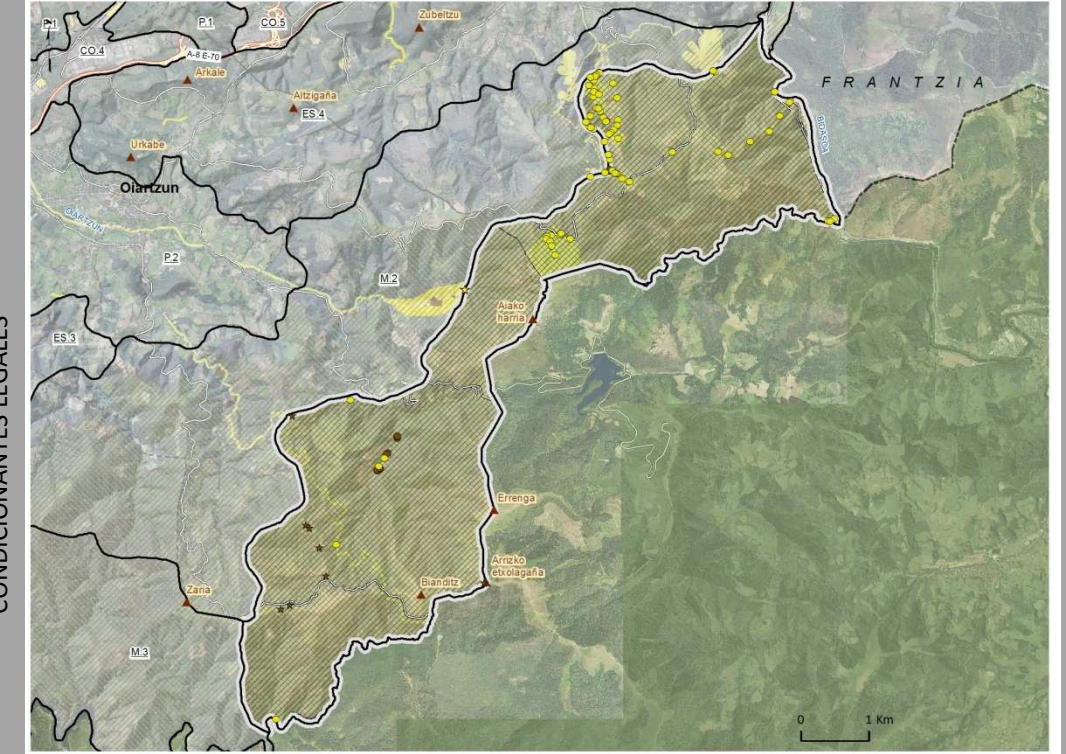 CONDICIONANTES LEGALES
Zubeltzu
P.1
P.1
CO.5
CO.4
A-8 E-70
Arkale
FRANTZIA
Altzigaña
ES.4
BIDASOA
Urkabe
Oiartzun
OIARTZUN
P.2
M.2
Aiako
harria
ES.3
Errenga
Arrizko
etxolagaña
Bianditz
Zaria
M.3
0 1 Km